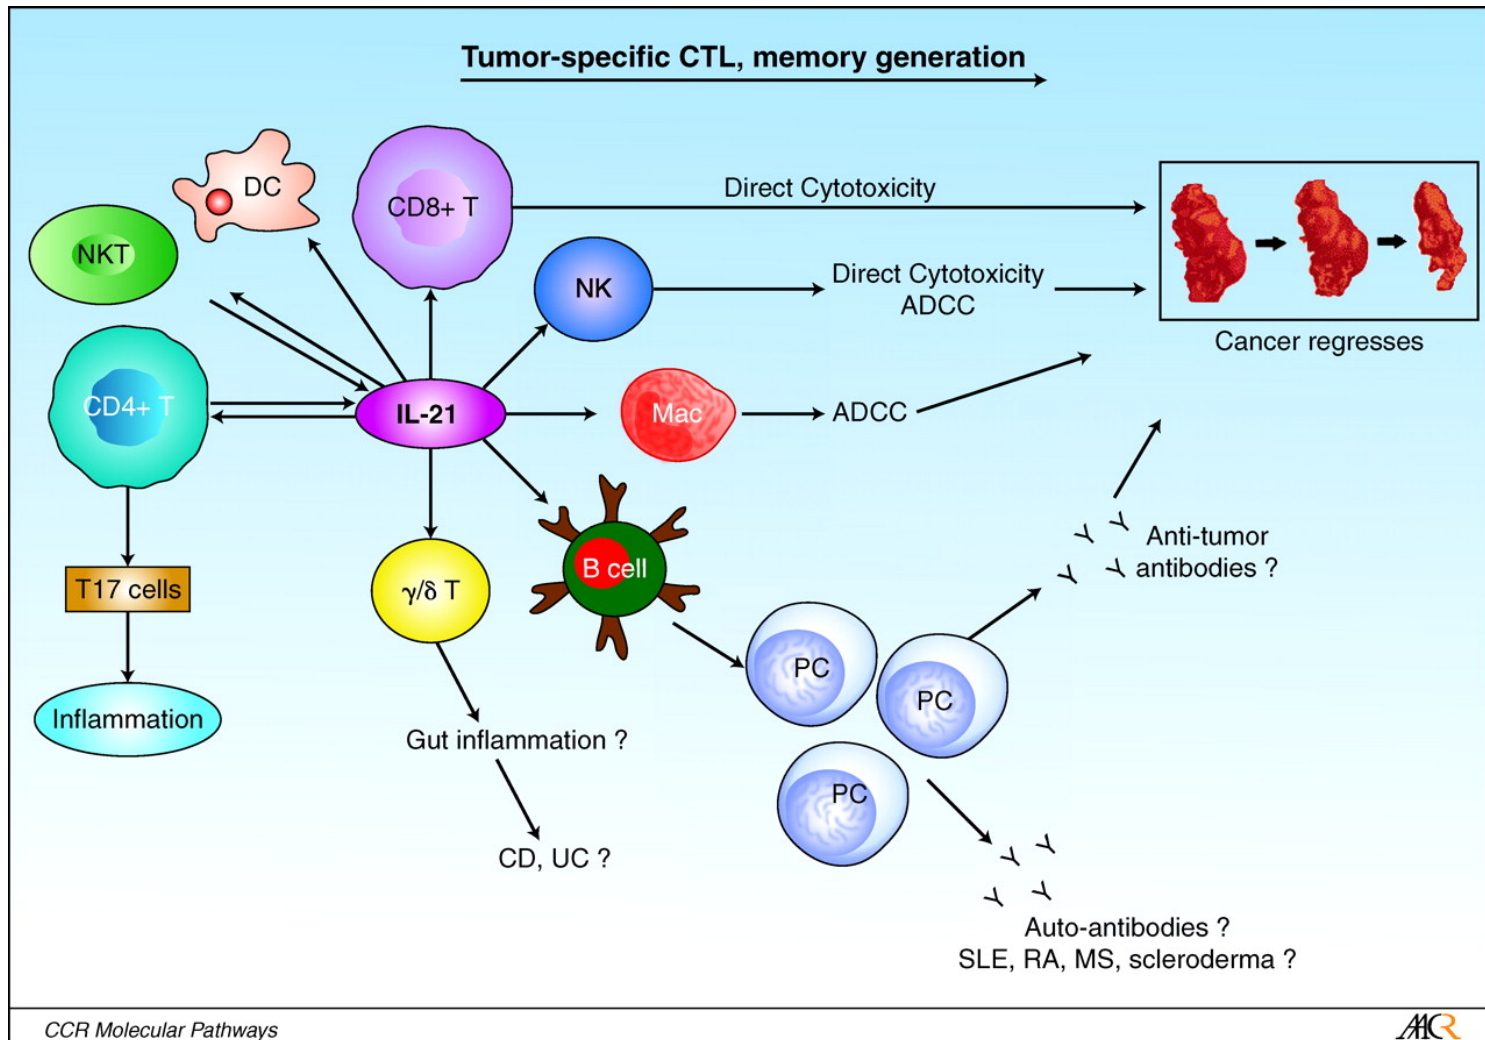 Tumor-specific CTL, memory generation
DC
CD8+ T
Direct Cytotoxicity
NKT
NK
Direct Cytotoxicity
ADCC
Cancer regresses
CD4+ T
IL-21
Mac
ADCC
T17 cells
γ/δ T
B cell
Anti-tumor
antibodies ?
PC
PC
PC
Inflammation
Gut inflammation ?
CD, UC ?
Auto-antibodies ?
SLE, RA, MS, scleroderma ?
CCR Molecular Pathways
AACR